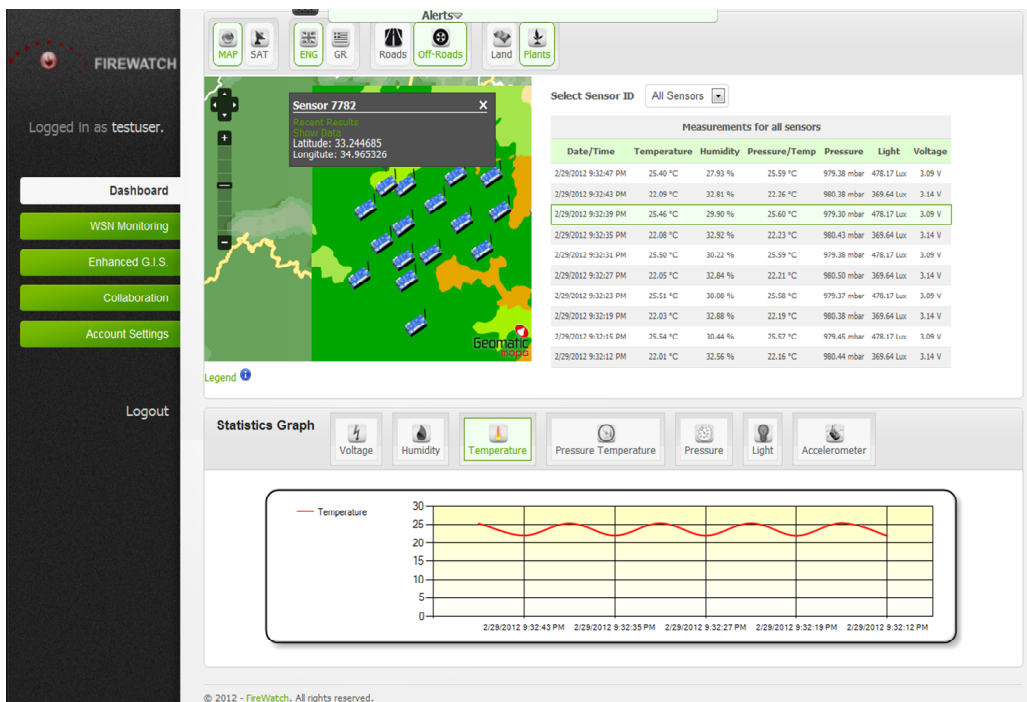 Alerts
MAP SAT ENG GR Roads Off-Roads Land Plants
FIREWATCH
Logged In as testuser.
Dashboard
WSN Monitoring
Enhanced G.I.S.
Collaboration
Account Settings
Logout
Sensor 7782 X
Recent Results
Show Data
Latitude: 33.244685
Longitute: 34.965326
Geomatic
maps
Legend
Select Sensor ID All Sensors
Measurements for all sensors
Date/Time Temperature Humidity Pressure/Temp Pressure Light Voltage
2/29/2012 9:32:47 PM 25.40 °C 27.93 % 25.59 °C 979.38 mbar 478.17 Lux 3.09 V
2/29/2012 9:32:43 PM 22.09 °C 32.81 % 22.26 °C 980.38 mbar 369.64 Lux 3.14 V
2/29/2012 9:32:39 PM 25.46 °C 29.90 % 25.60 °C 979.30 mbar 478.17 Lux 3.09 V
2/29/2012 9:32:35 PM 22.08 °C 32.92 % 22.23 °C 980.43 mbar 369.64 Lux 3.14 V
2/29/2012 9:32:31 PM 25.50 °C 30.22 % 25.59 °C 979.38 mbar 478.17 Lux 3.09 V
2/29/2012 9:32:27 PM 22.05 °C 32.84 % 22.21 °C 980.50 mbar 369.64 Lux 3.14 V
2/29/2012 9:32:23 PM 25.51 °C 30.08 % 25.58 °C 979.37 mbar 478.17 Lux 3.09 V
2/29/2012 9:32:19 PM 22.03 °C 32.88 % 22.19 °C 980.38 mbar 369.64 Lux 3.14 V
2/29/2012 9:32:15 PM 25.54 °C 30.44 % 25.57 °C 979.45 mbar 478.17 Lux 3.09 V
2/29/2012 9:32:12 PM 22.01 °C 32.56 % 22.16 °C 980.44 mbar 369.64 Lux 3.14 V
Statistics Graph
Voltage Humidity Temperature Pressure Temperature Pressure Light Accelerometer
Temperature
30
25
20
15
10
5
0
2/29/2012 9:32:43 PM 2/29/2012 9:32:35 PM 2/29/2012 9:32:27 PM 2/29/2012 9:32:19 PM 2/29/2012 9:32:12 PM
© 2012 - FireWatch. All rights reserved.